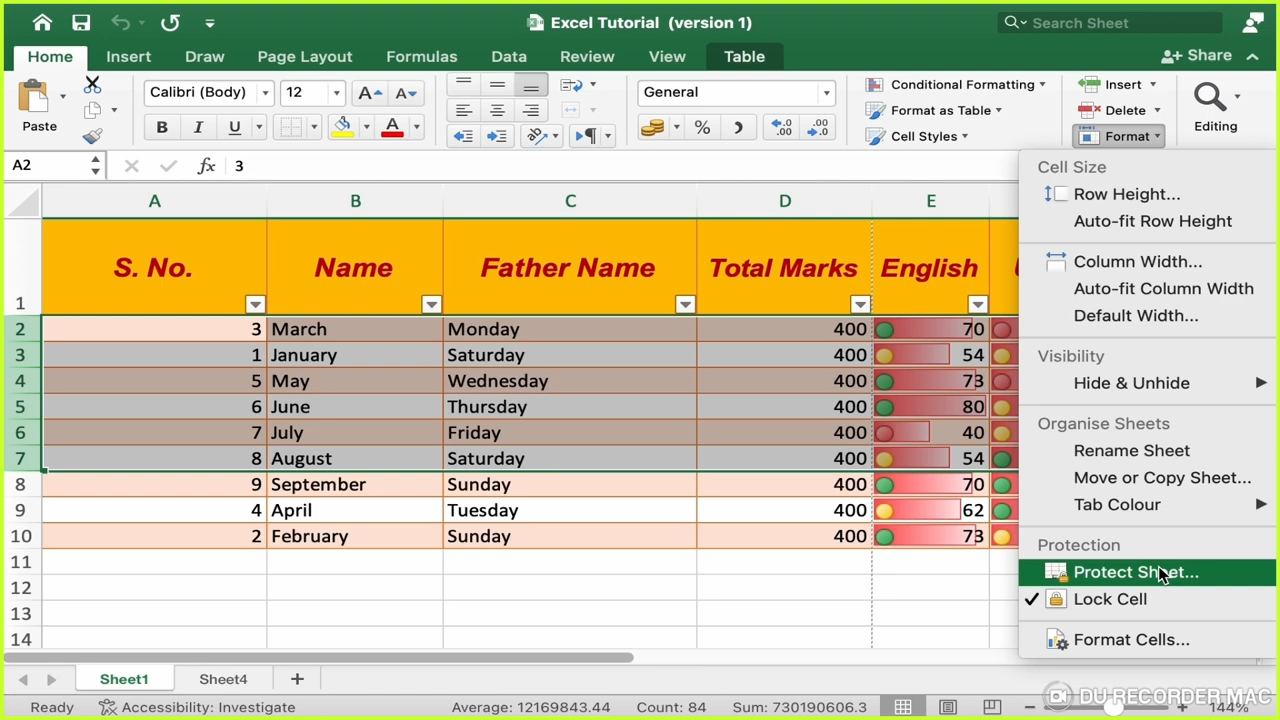 Excel Tutorial (version 1)
Search Sheet
Home Insert Draw Page Layout Formulas Data Review View Table
Share
Paste
Calibri (Body) 12
B I U
A A A
General
% .00 .00
Conditional Formatting
Format as Table
Cell Styles
Insert
Delete
Format
Editing
A2 fx 3
A B C D E
1 S. No. Name Father Name Total Marks English
2 3 March Monday 400 70
3 1 January Saturday 400 54
4 5 May Wednesday 400 73
5 6 June Thursday 400 80
6 7 July Friday 400 40
7 8 August Saturday 400 54
8 9 September Sunday 400 70
9 4 April Tuesday 400 62
10 2 February Sunday 400 73
11
12
13
14
Cell Size
Row Height...
Auto-fit Row Height
Column Width...
Auto-fit Column Width
Default Width...
Visibility
Hide & Unhide
Organise Sheets
Rename Sheet
Move or Copy Sheet...
Tab Colour
Protection
Protect Sheet...
Lock Cell
Format Cells...
Sheet1 Sheet4 +
Ready Accessibility: Investigate Average: 12169843.44 Count: 84 Sum: 730190606.3 144%
DU RECORDER MAC